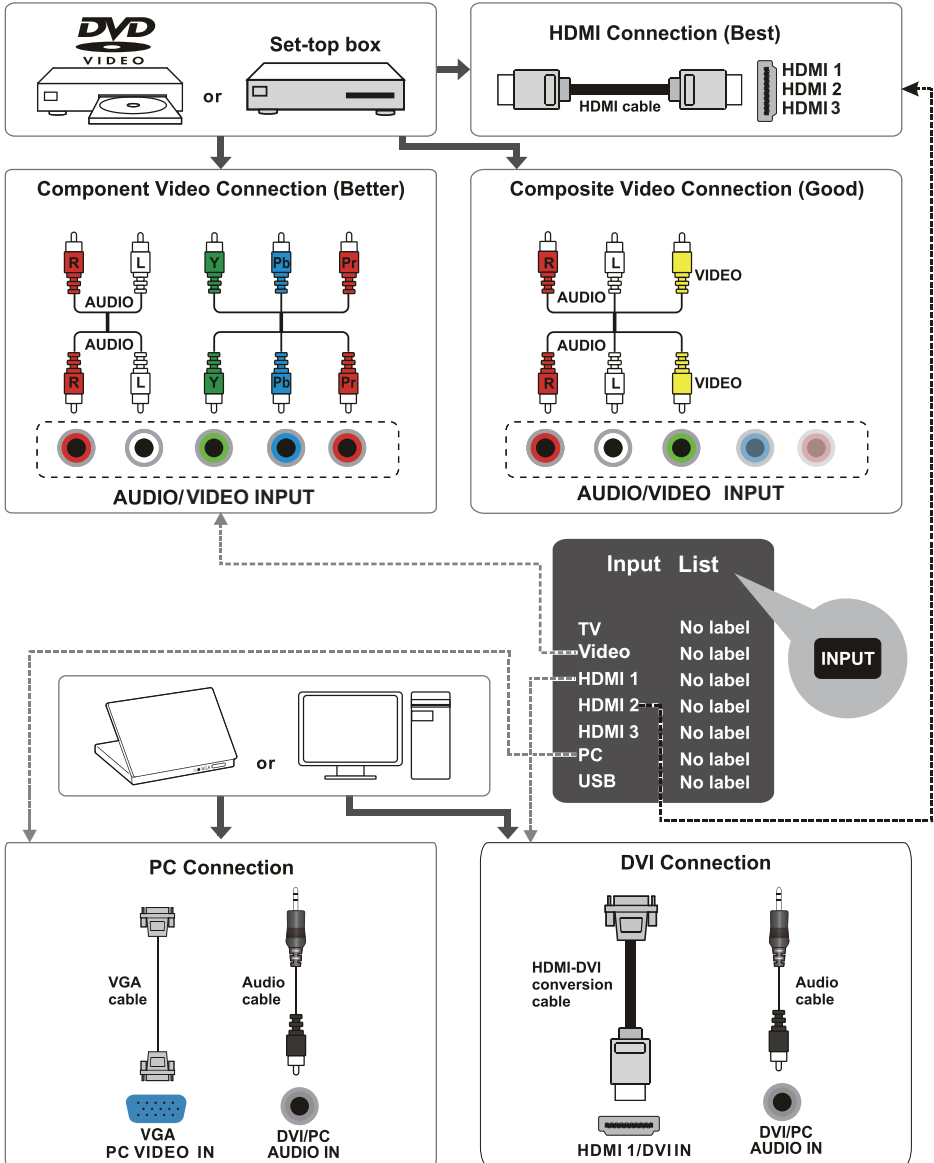 DVD
VIDEO
Set-top box
or
HDMI Connection (Best)
HDMI cable
HDMI 1
HDMI 2
HDMI 3
Component Video Connection (Better)
R
L
Y
Pb
Pr
AUDIO
AUDIO
R
L
Y
Pb
Pr
AUDIO/VIDEO INPUT
Composite Video Connection (Good)
R
L
VIDEO
AUDIO
AUDIO
R
L
VIDEO
AUDIO/VIDEO INPUT
Input List
TV No label
Video No label
HDMI 1 No label
HDMI 2 No label
HDMI 3 No label
PC No label
USB No label
INPUT
or
PC Connection
VGA
cable
Audio
cable
VGA
PC VIDEO IN
DVI/PC
AUDIO IN
DVI Connection
HDMI-DVI
conversion
cable
Audio
cable
HDMI 1/DVI IN
DVI/PC
AUDIO IN